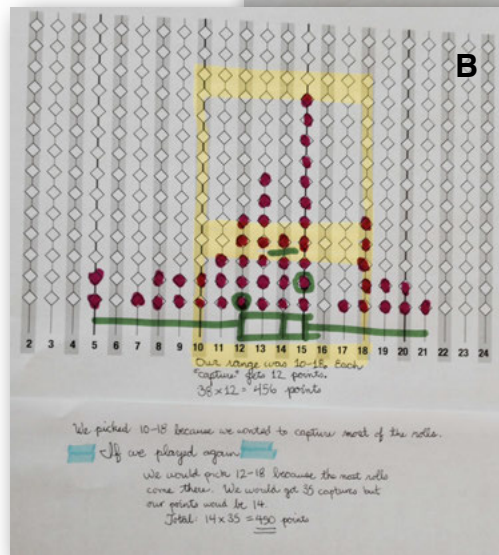 B
2 3 4 5 6 7 8 9 10 11 12 13 14 15 16 17 18 19 20 21 22 23 24
Our range was 10-18. Each
"capture" gets 12 points.
38 x 12 = 456 points
We picked 10-18 because we wanted to capture most of the rolls.
If we played again
We would pick 12-18 because the most rolls
come there. We would get 35 captures but
our points woud be 14.
Total: 14 x 35 = 490 points